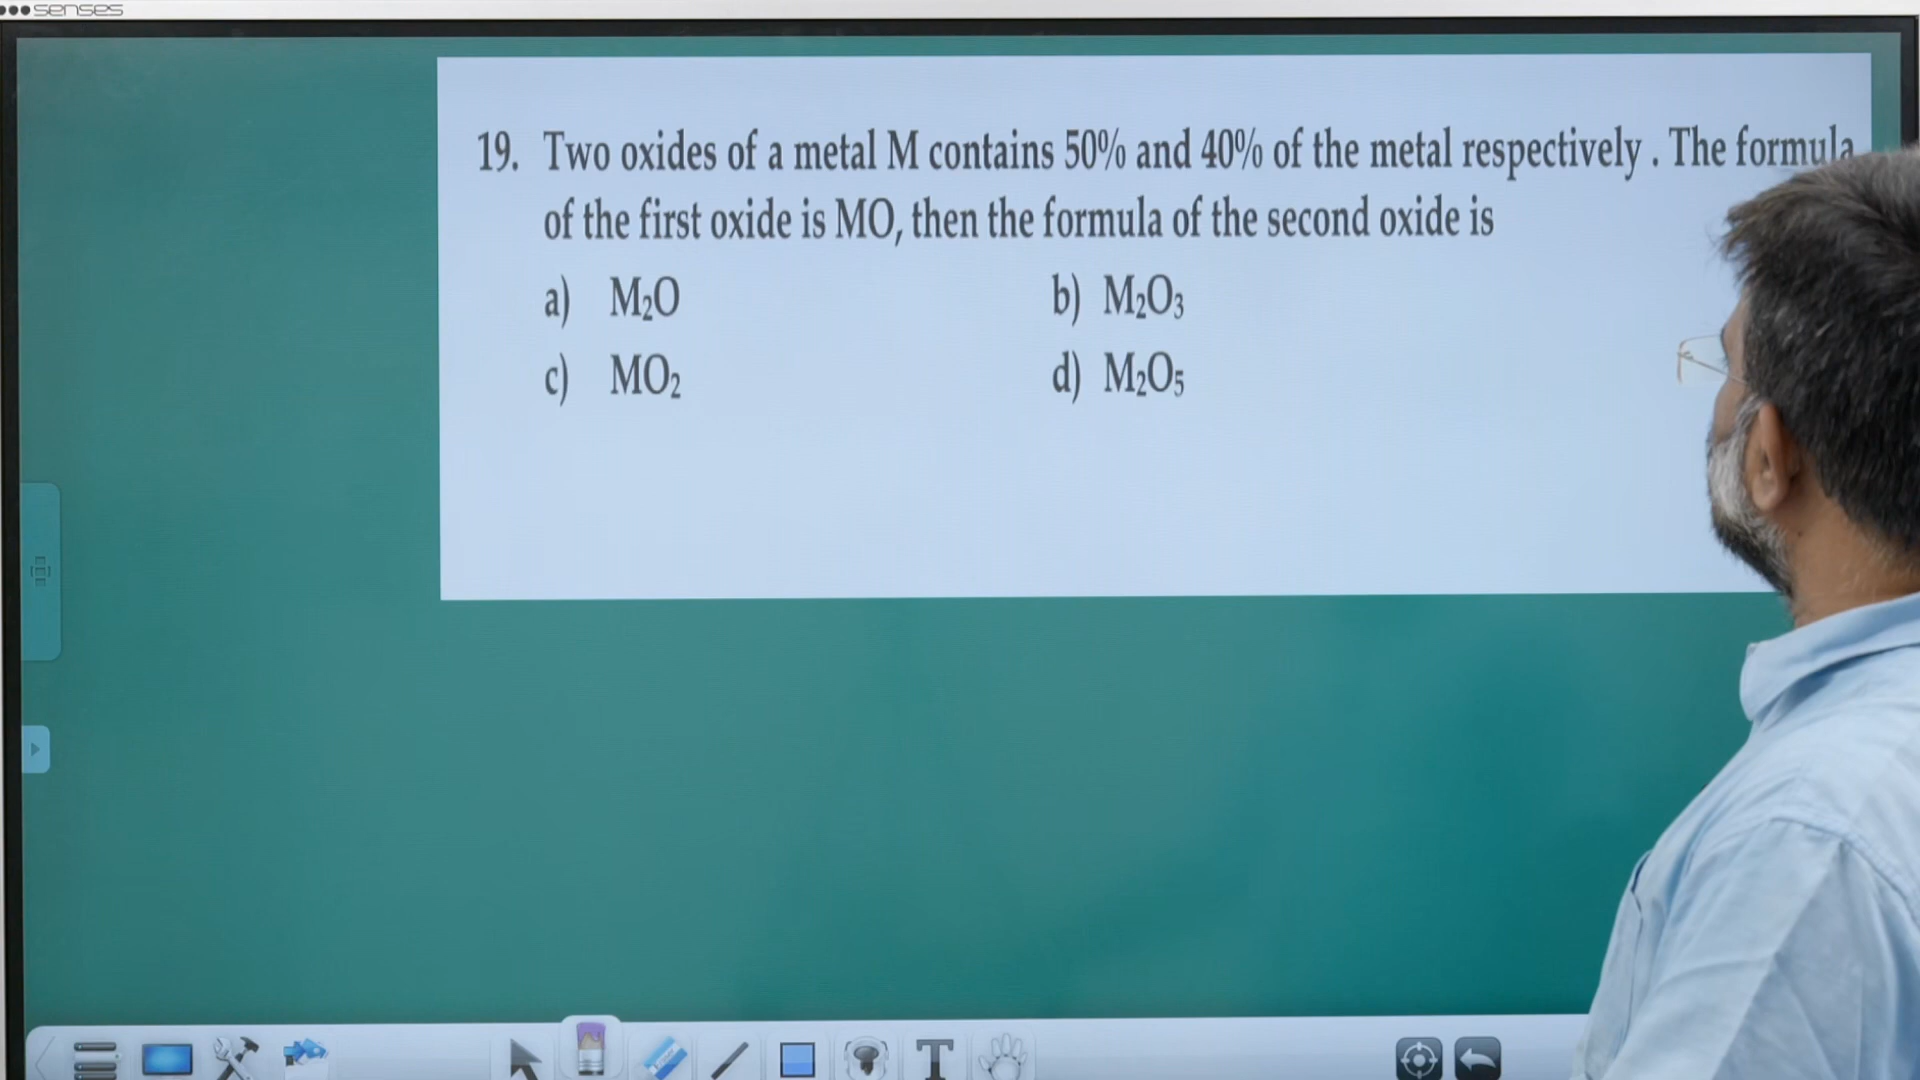 senses
19. Two oxides of a metal M contains 50% and 40% of the metal respectively . The formula
of the first oxide is MO, then the formula of the second oxide is
a) M₂O b) M₂O₃
c) MO₂ d) M₂O₅
T